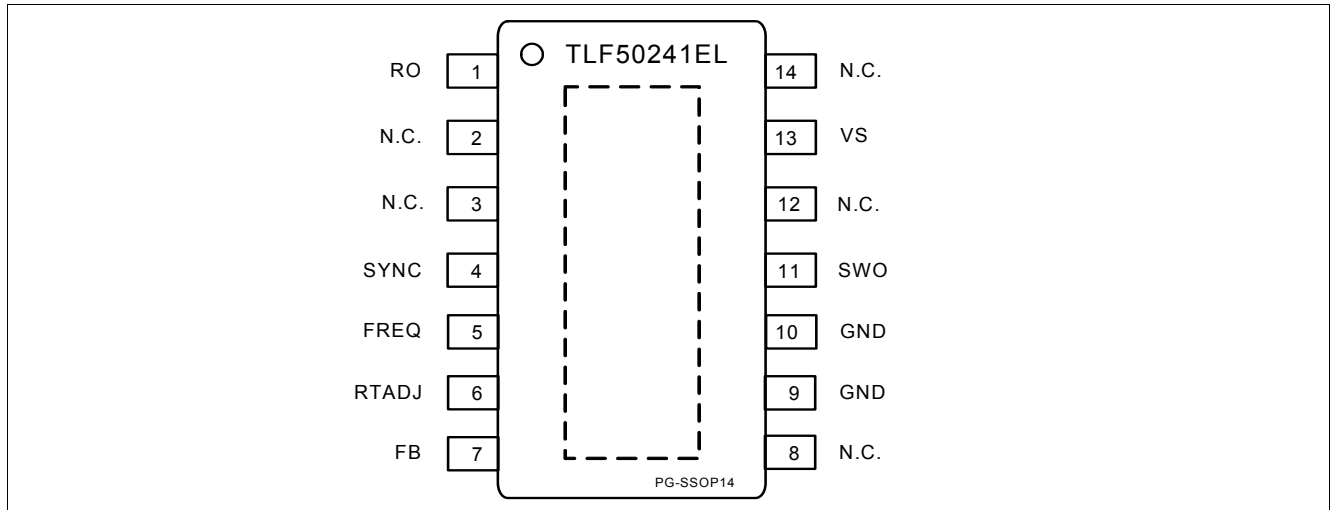 TLF50241EL
RO 1 14 N.C.
N.C. 2 13 VS
N.C. 3 12 N.C.
SYNC 4 11 SWO
FREQ 5 10 GND
RTADJ 6 9 GND
FB 7 8 N.C.
PG-SSOP14